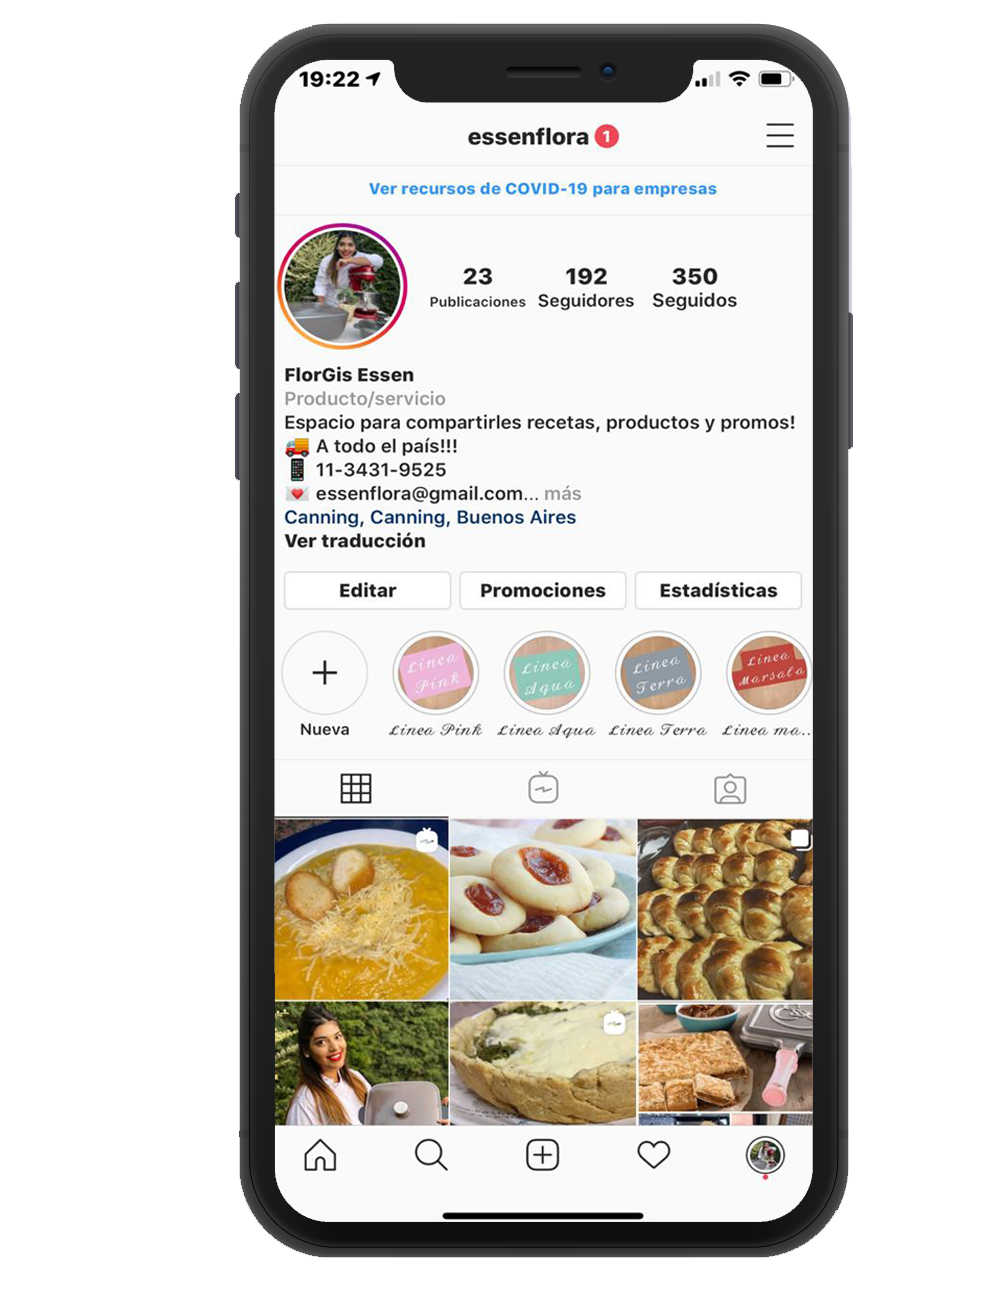 19:22
essenflora 1
Ver recursos de COVID-19 para empresas
23 192 350
Publicaciones Seguidores Seguidos
FlorGis Essen
Producto/servicio
Espacio para compartirles recetas, productos y promos!
A todo el país!!!
11-3431-9525
essenflora@gmail.com... más
Canning, Canning, Buenos Aires
Ver traducción
Editar Promociones Estadísticas
Linea Pink
Linea Aqua
Linea Terra
Linea Marsala
Nueva Linea Pink Linea Aqua Linea Terra Linea ma..